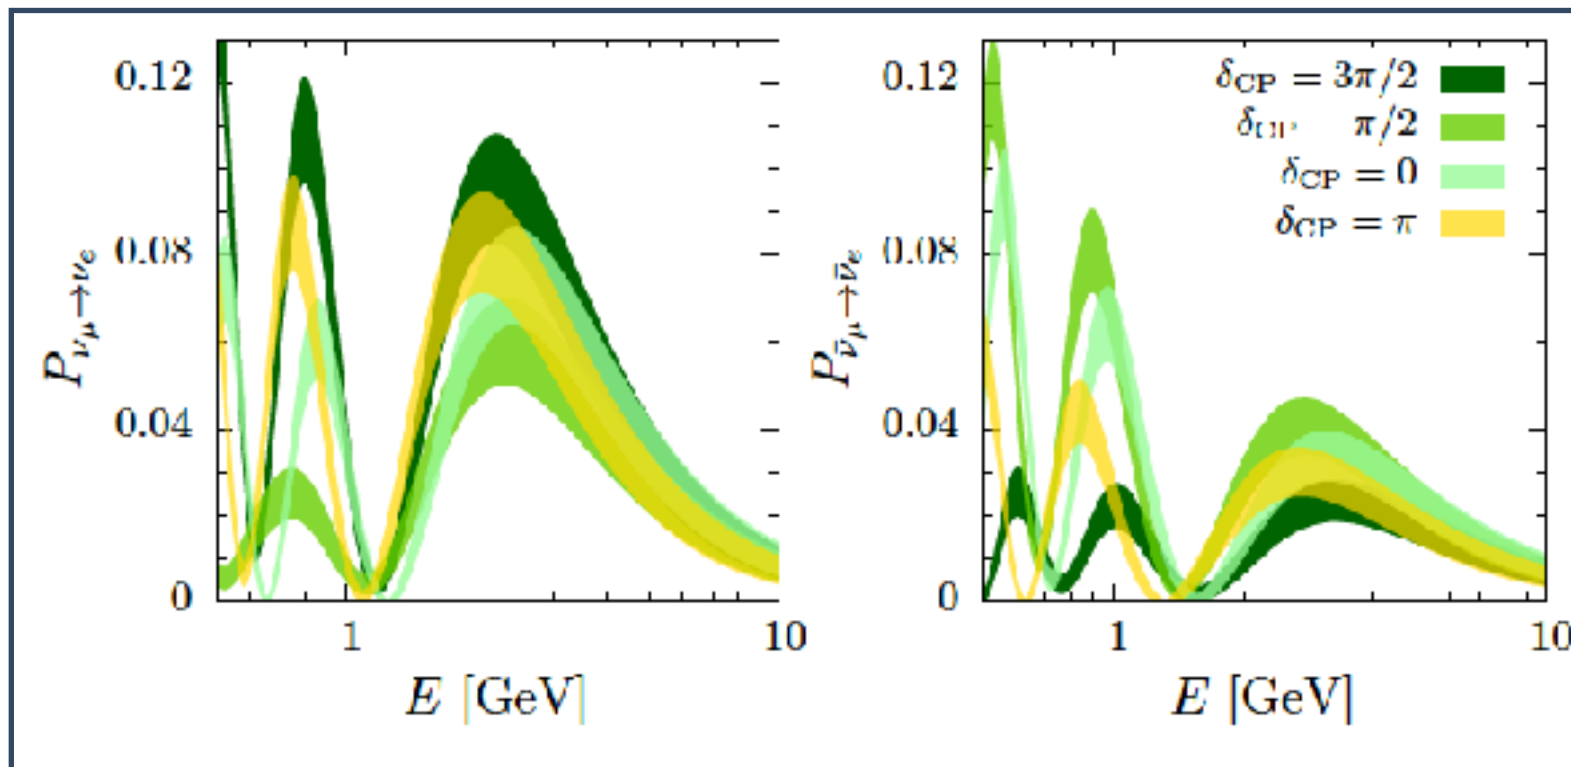 0.12
0.08
0.04
0
P_{ν_μ→ν_e}
1
10
E [GeV]
0.12
0.08
0.04
0
P_{ν̄_μ→ν̄_e}
1
10
E [GeV]
δ_CP = 3π/2
δ_CP π/2
δ_CP = 0
δ_CP = π